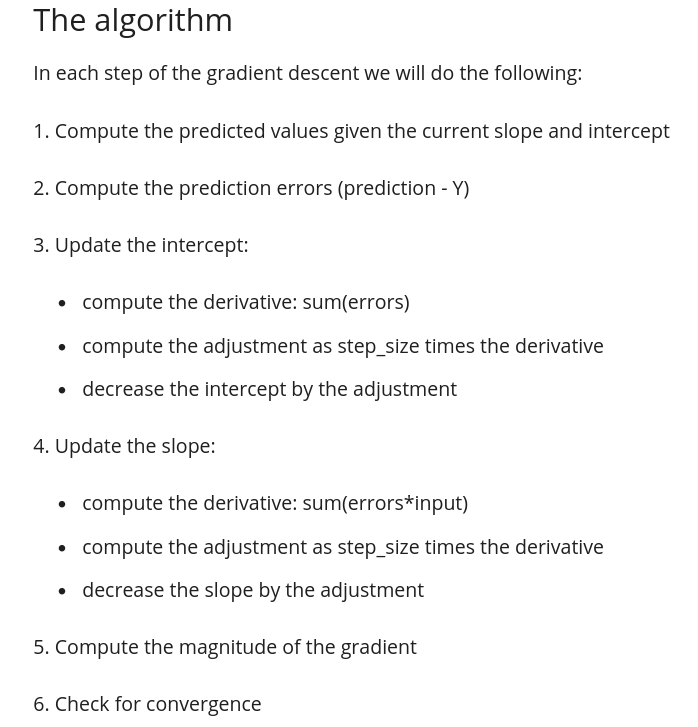 The algorithm
In each step of the gradient descent we will do the following:
1. Compute the predicted values given the current slope and intercept
2. Compute the prediction errors (prediction - Y)
3. Update the intercept:
• compute the derivative: sum(errors)
• compute the adjustment as step_size times the derivative
• decrease the intercept by the adjustment
4. Update the slope:
• compute the derivative: sum(errors*input)
• compute the adjustment as step_size times the derivative
• decrease the slope by the adjustment
5. Compute the magnitude of the gradient
6. Check for convergence